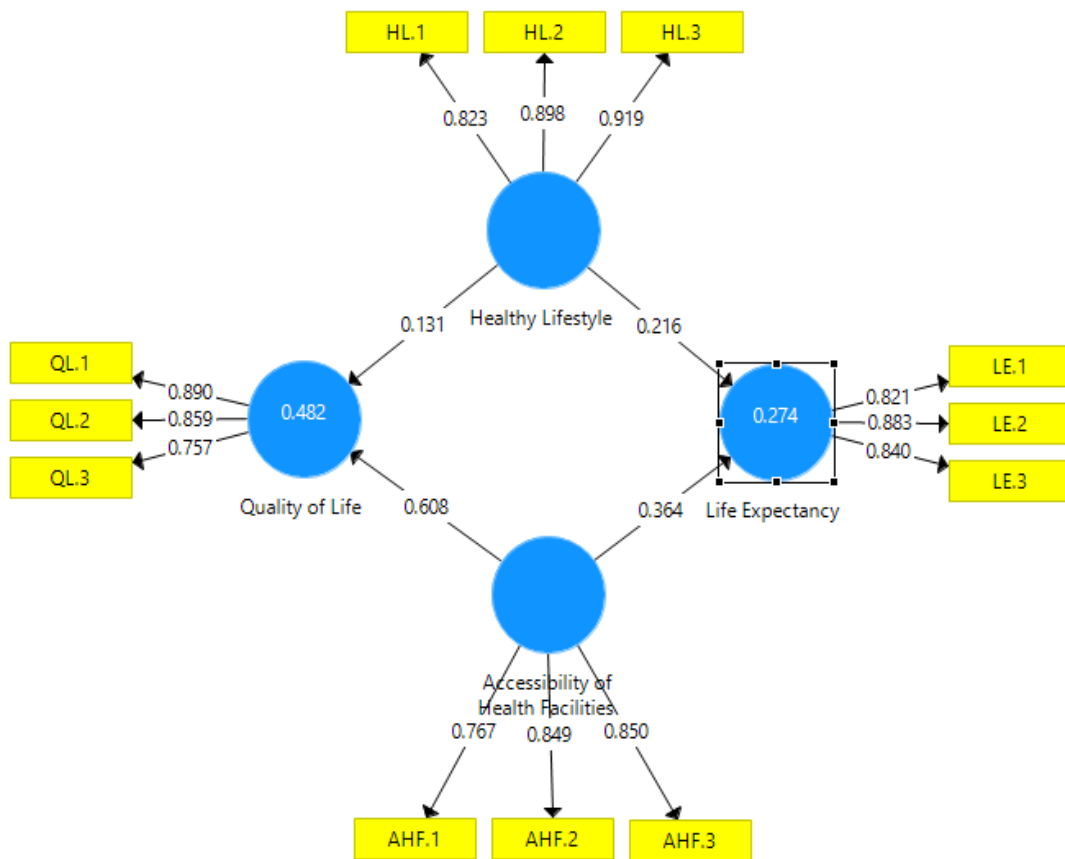 HL.1
HL.2
HL.3
0.823
0.898
0.919
Healthy Lifestyle
0.131
0.216
QL.1
QL.2
QL.3
0.890
0.859
0.757
0.482
Quality of Life
0.274
Life Expectancy
0.821
0.883
0.840
LE.1
LE.2
LE.3
0.608
0.364
Accessibility of
Health Facilities
0.767
0.849
0.850
AHF.1
AHF.2
AHF.3